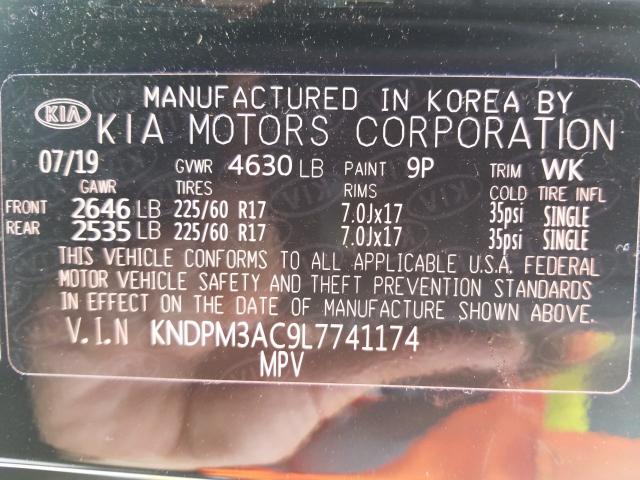 KIA MANUFACTURED IN KOREA BY
KIA MOTORS CORPORATION
07/19 GVWR 4630 LB PAINT 9P TRIM WK
GAWR TIRES RIMS COLD TIRE INFL
FRONT 2646 LB 225/60 R17 7.0Jx17 35psi SINGLE
REAR 2535 LB 225/60 R17 7.0Jx17 35psi SINGLE
THIS VEHICLE CONFORMS TO ALL APPLICABLE U.S.A. FEDERAL
MOTOR VEHICLE SAFETY AND THEFT PREVENTION STANDARDS
IN EFFECT ON THE DATE OF MANUFACTURE SHOWN ABOVE.
V.I.N KNDPM3AC9L7741174
MPV